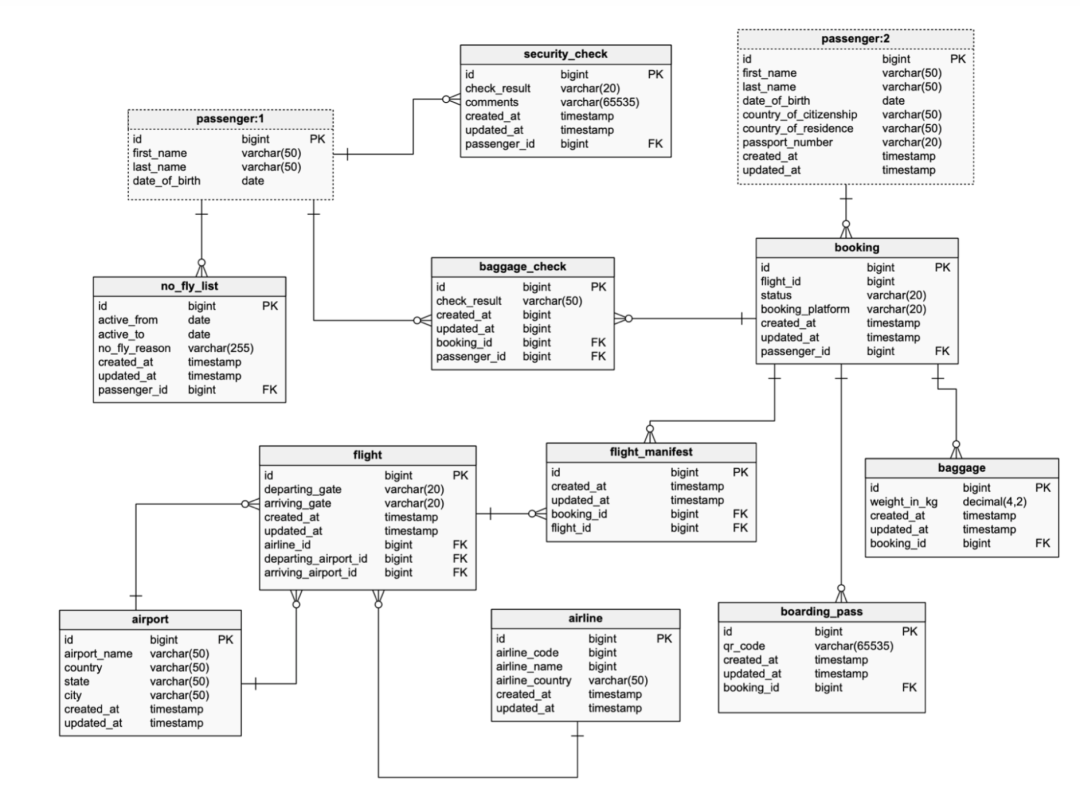 security_check
id bigint PK
check_result varchar(20)
comments varchar(65535)
created_at timestamp
updated_at timestamp
passenger_id bigint FK
passenger:2
id bigint PK
first_name varchar(50)
last_name varchar(50)
date_of_birth date
country_of_citizenship varchar(50)
country_of_residence varchar(50)
passport_number varchar(20)
created_at timestamp
updated_at timestamp
passenger:1
id bigint PK
first_name varchar(50)
last_name varchar(50)
date_of_birth date
booking
id bigint PK
flight_id bigint
status varchar(20)
booking_platform varchar(20)
created_at timestamp
updated_at timestamp
passenger_id bigint FK
baggage_check
id bigint PK
check_result varchar(50)
created_at bigint
updated_at bigint
booking_id bigint FK
passenger_id bigint FK
no_fly_list
id bigint PK
active_from date
active_to date
no_fly_reason varchar(255)
created_at timestamp
updated_at timestamp
passenger_id bigint FK
flight
id bigint PK
departing_gate varchar(20)
arriving_gate varchar(20)
created_at timestamp
updated_at timestamp
airline_id bigint FK
departing_airport_id bigint FK
arriving_airport_id bigint FK
flight_manifest
id bigint PK
created_at timestamp
updated_at timestamp
booking_id bigint FK
flight_id bigint FK
baggage
id bigint PK
weight_in_kg decimal(4,2)
created_at timestamp
updated_at timestamp
booking_id bigint FK
airport
id bigint PK
airport_name varchar(50)
country varchar(50)
state varchar(50)
city varchar(50)
created_at timestamp
updated_at timestamp
airline
id bigint PK
airline_code bigint
airline_name bigint
airline_country varchar(50)
created_at timestamp
updated_at timestamp
boarding_pass
id bigint PK
qr_code varchar(65535)
created_at timestamp
updated_at timestamp
booking_id bigint FK